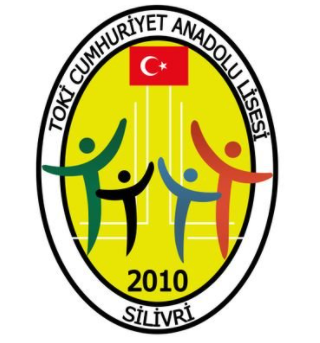 TOKİ CUMHURİYET ANADOLU LİSESİ
2010
SİLİVRİ